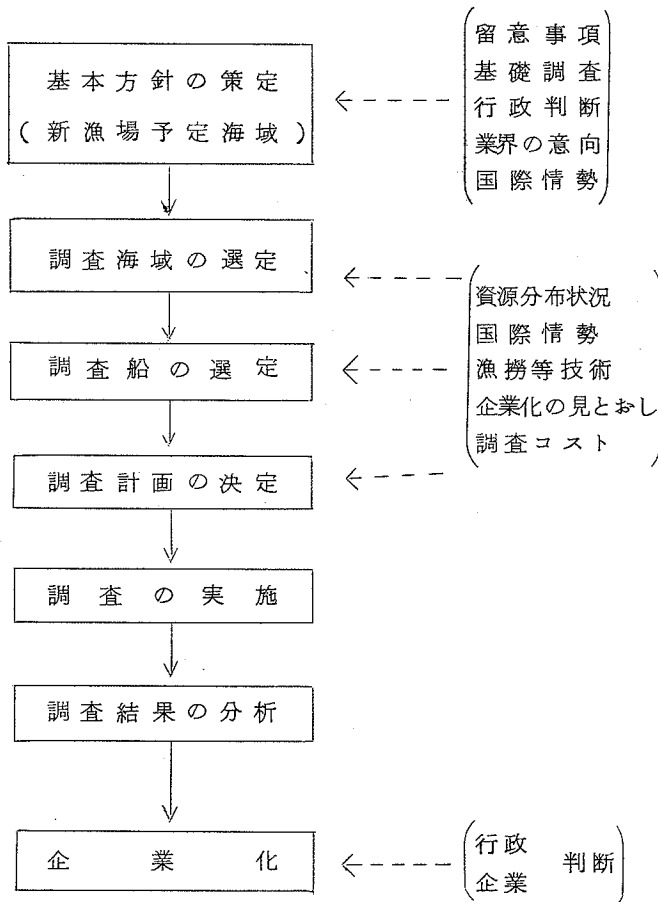 基本方針の策定
(新漁場予定海域)
留意事項
基礎調査
行政判断
業界の意向
国際情勢
調査海域の選定
調査船の選定
調査計画の決定
資源分布状況
国際情勢
漁撈等技術
企業化の見とおし
調査コスト
調査の実施
調査結果の分析
企業化
行政
企業
判断